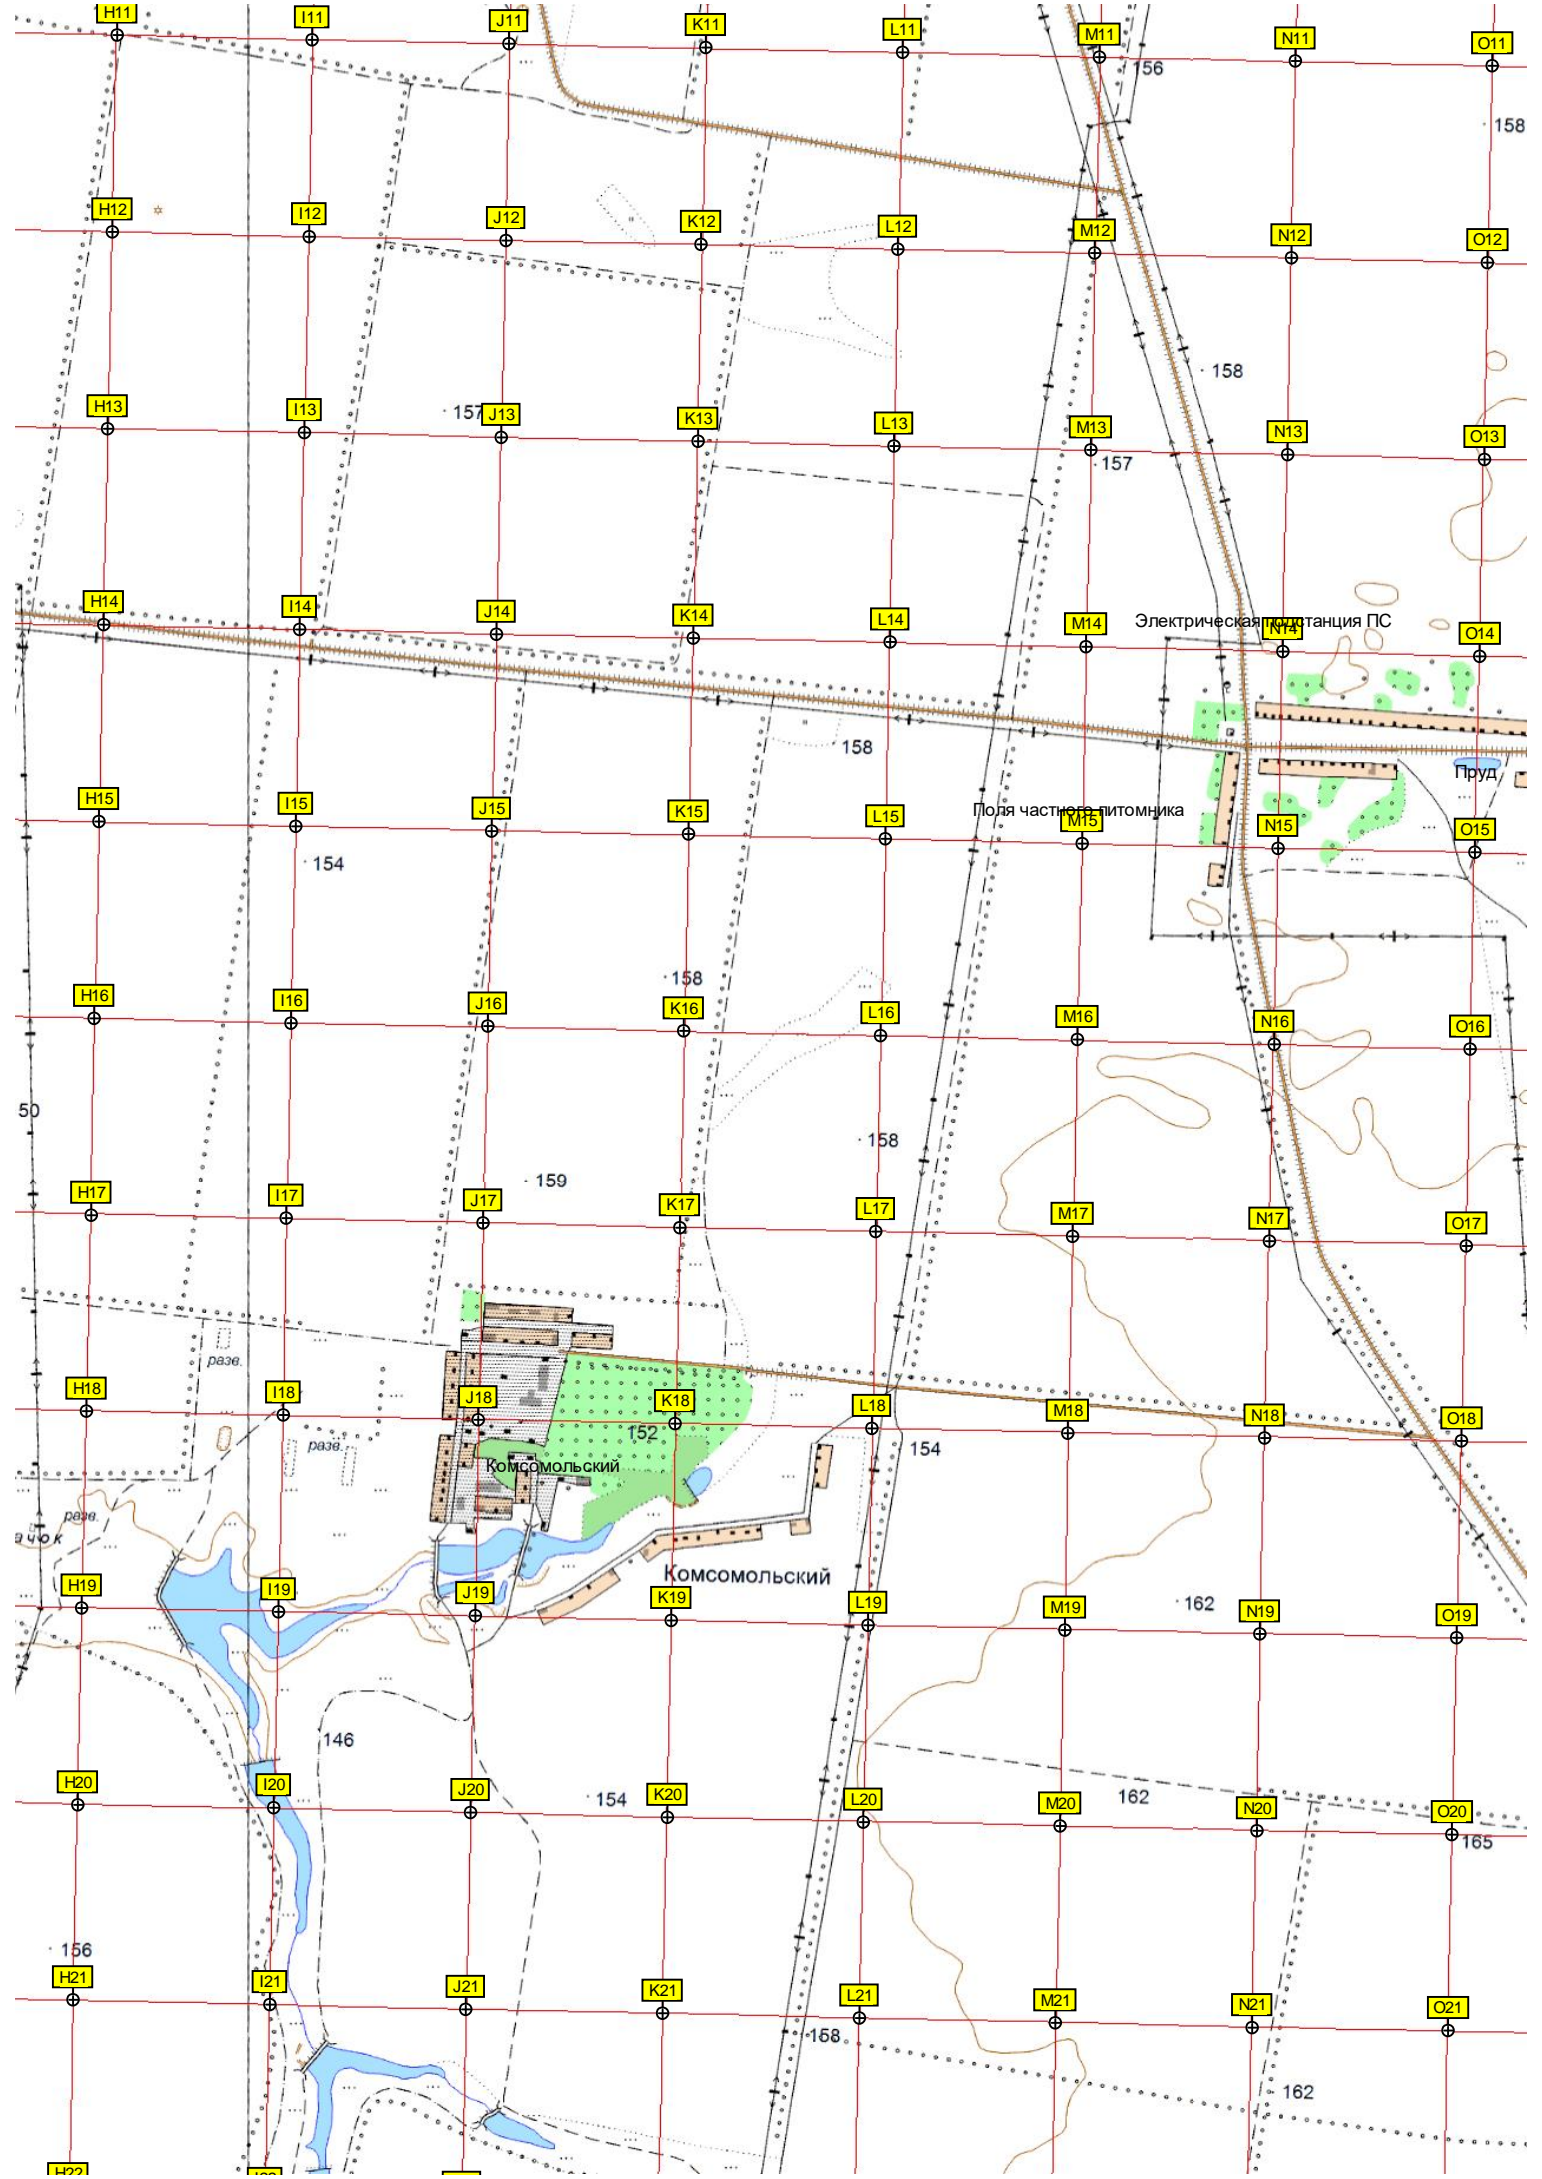 H11 I11 J11 K11 L11 M11 N11 O11
156
158
H12 I12 J12 K12 L12 M12 N12 O12
158
157
H13 I13 J13 K13 L13 M13 N13 O13
157
H14 I14 J14 K14 L14 M14 N14 O14
Электрическая подстанция ПС
158
Пруд
Поля частного питомника
H15 I15 J15 K15 L15 M15 N15 O15
154
158
H16 I16 J16 K16 L16 M16 N16 O16
50
158
159
H17 I17 J17 K17 L17 M17 N17 O17
разв.
H18 I18 J18 K18 L18 M18 N18 O18
152
разв.
154
Комсомольский
разв.
ачок
Комсомольский
H19 I19 J19 K19 L19 M19 N19 O19
162
146
H20 I20 J20 K20 L20 M20 N20 O20
154
162
165
156
H21 I21 J21 K21 L21 M21 N21 O21
158
162
H22